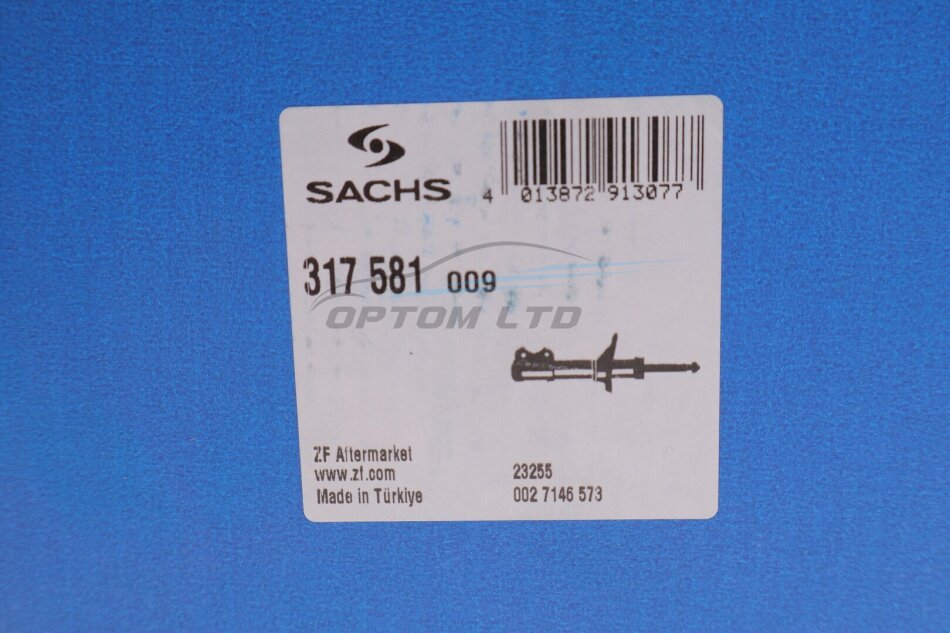 SACHS
4 013872 913077
317 581 009
OPTOM LTD
ZF Aftermarket
www.zf.com
Made in Türkiye
23255
002 7146 573